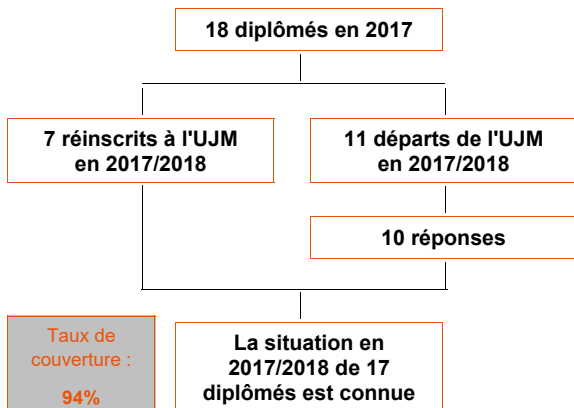 18 diplômés en 2017
7 réinscrits à l'UJM
en 2017/2018
11 départs de l'UJM
en 2017/2018
10 réponses
Taux de
couverture :
94%
La situation en
2017/2018 de 17
diplômés est connue